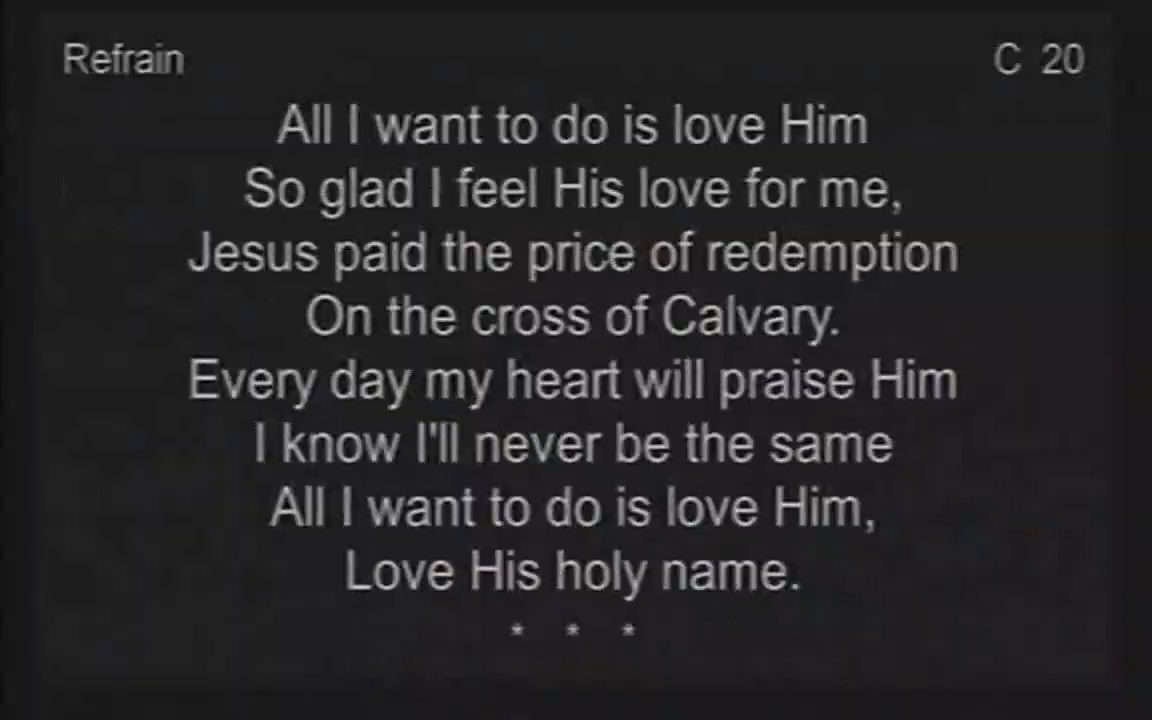 Refrain C 20
All I want to do is love Him
So glad I feel His love for me,
Jesus paid the price of redemption
On the cross of Calvary.
Every day my heart will praise Him
I know I'll never be the same
All I want to do is love Him,
Love His holy name.
* * *